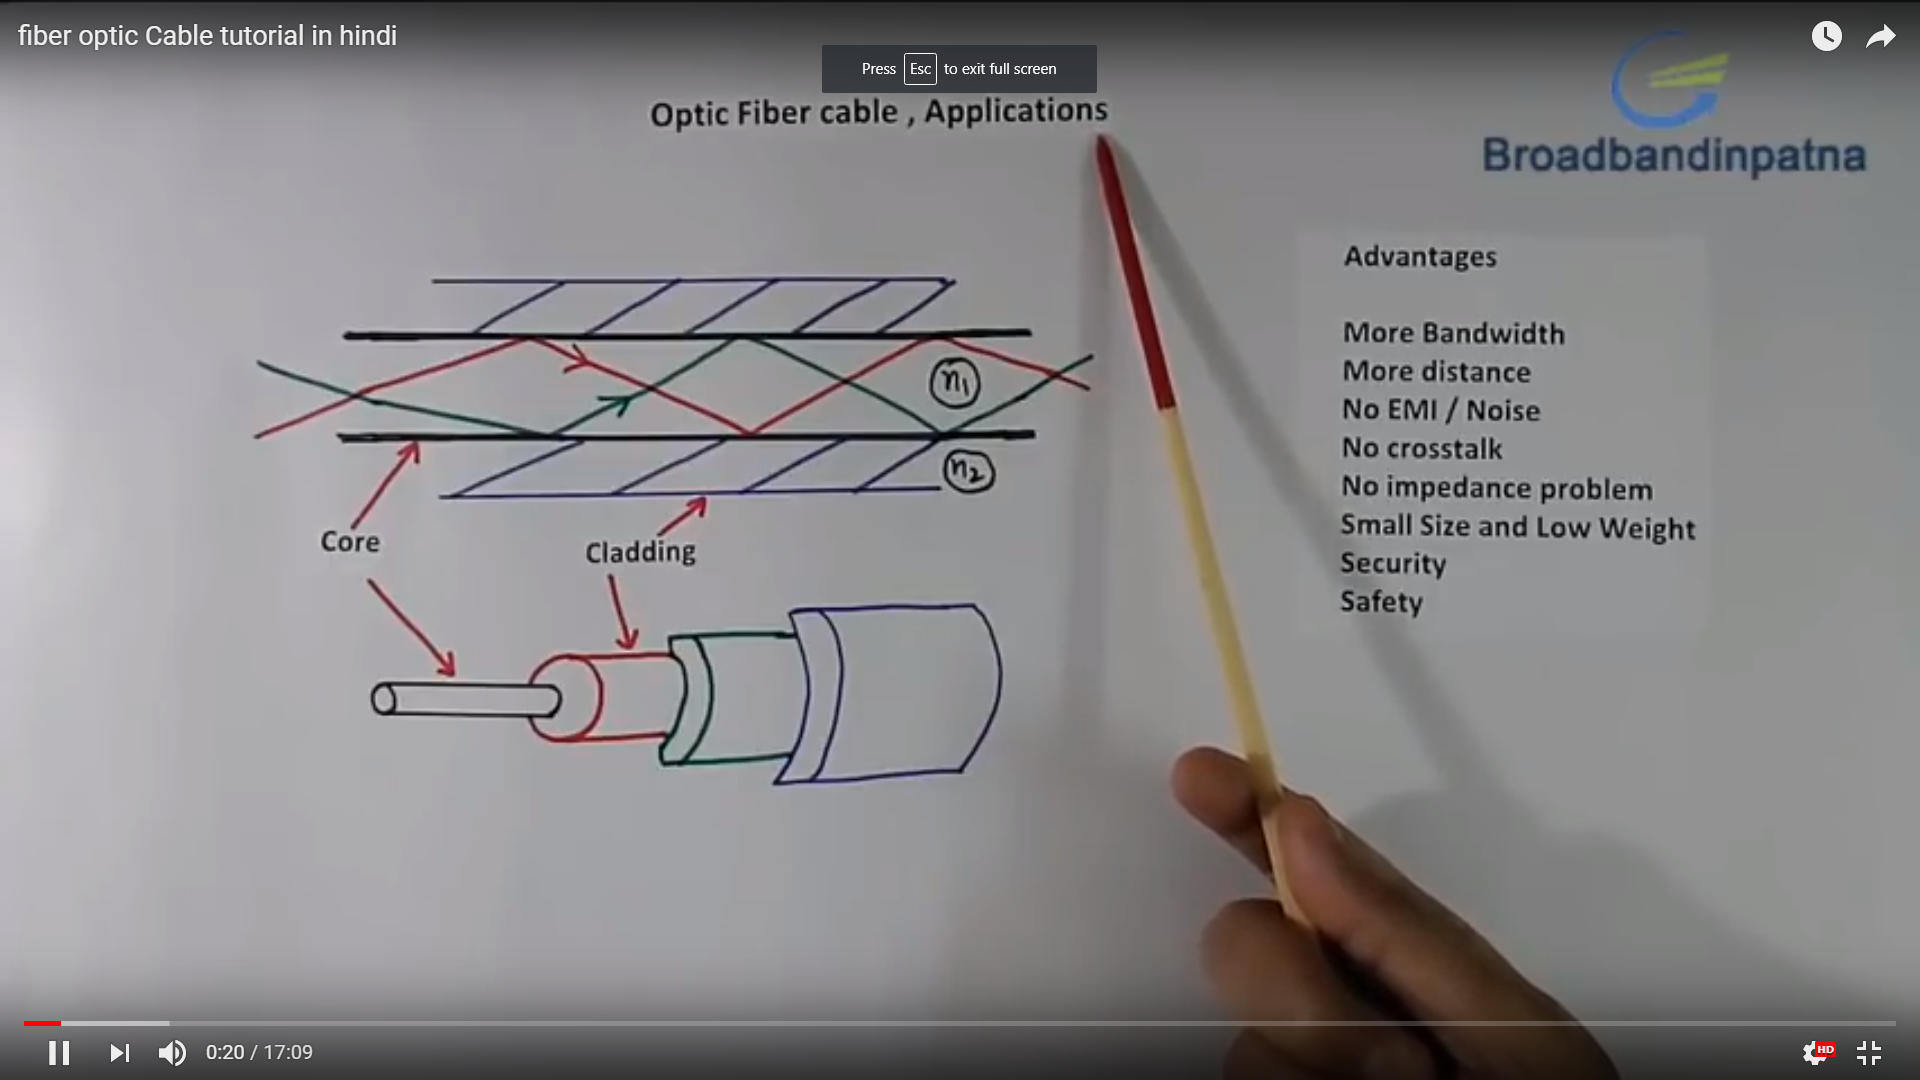 fiber optic Cable tutorial in hindi
Press Esc to exit full screen
Optic Fiber cable , Applications
Broadbandinpatna
Advantages
More Bandwidth
More distance
No EMI / Noise
No crosstalk
No impedance problem
Small Size and Low Weight
Security
Safety
n1
n2
Core
Cladding
0:20 / 17:09
HD